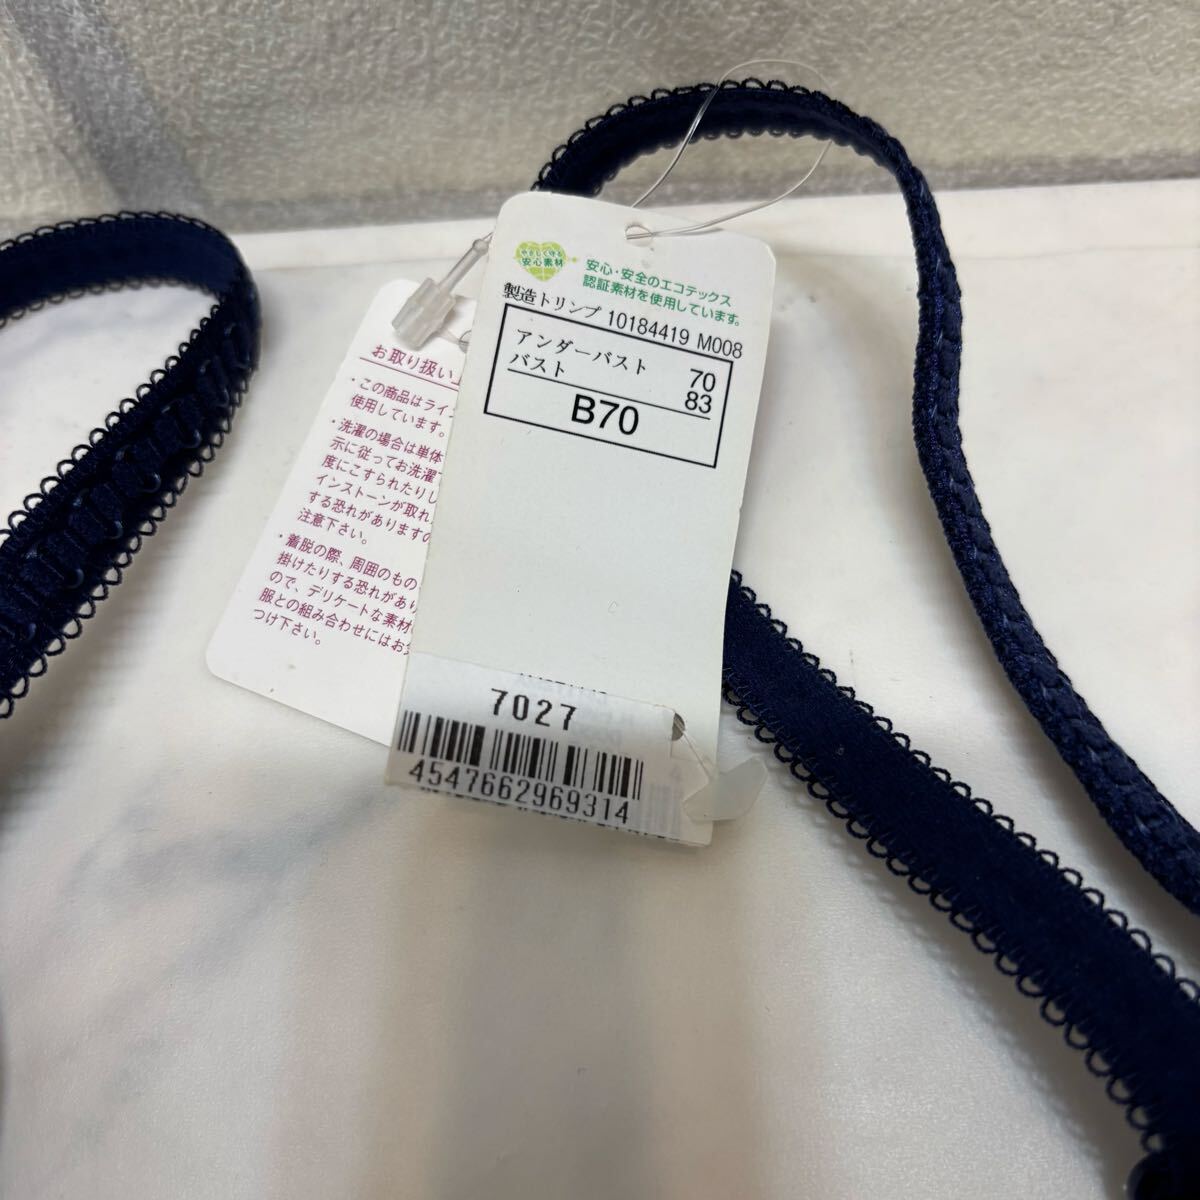 やさしく守る
安心素材
安心・安全のエコテックス
認証素材を使用しています。
製造トリンプ 10184419 M008
アンダーバスト 70
バスト 83
B70
7027
4547662969314
お取り扱い
・この商品はライ
使用しています。
・洗濯の場合は単体
示に従ってお洗濯
度にこすられたりし
インストーンが取れ
する恐れがありますの
注意下さい。
・着脱の際、周囲のもの
掛けたりする恐れがあり
ので、デリケートな素材
服との組み合わせにはお気
つけ下さい。